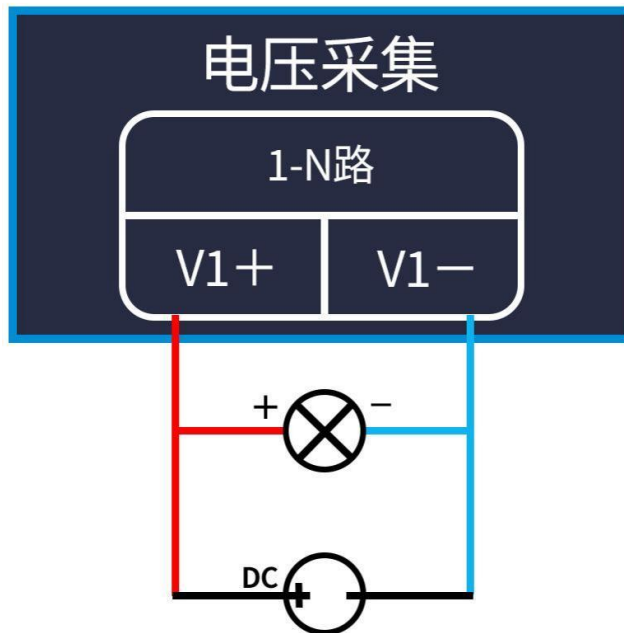 电压采集
1-N路
V1+ V1-
+ -
DC + -